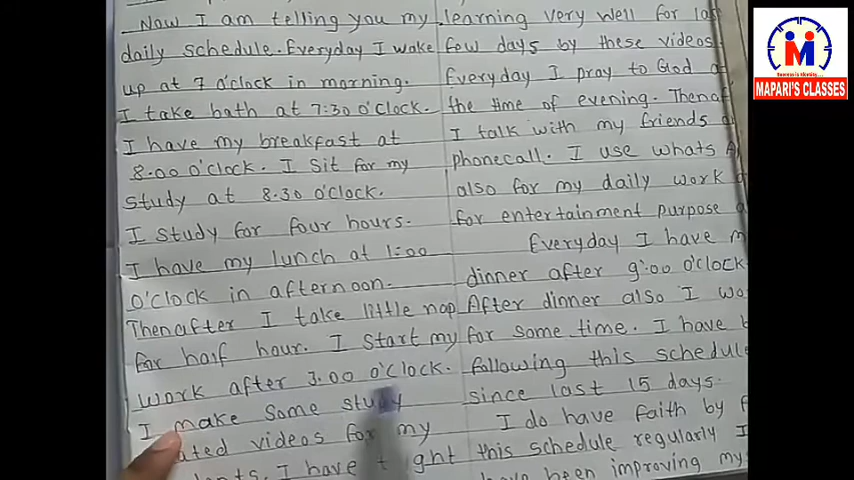 Now I am telling you my
daily schedule. Everyday I wake
up at 7 o'clock in morning.
I take bath at 7:30 o'clock.
I have my breakfast at
8.00 o'clock. I sit for my
study at 8.30 o'clock.
I study for four hours.
I have my lunch at 1:00
o'clock in afternoon.
Thenafter I take little nap
for half hour. I start my
work after 3.00 o'clock.
I make some study
ated videos for my
I have t ght
learning very well for las
few days by these videos.
Everyday I pray to God a
the time of evening. Thenaf
I talk with my friends
phonecall. I use whats A
also for my daily work
for entertainment purpose a
Everyday I have m
dinner after 9:00 o'clock
After dinner also I wo
for some time. I have b
following this schedule
since last 15 days.
I do have faith by f
this schedule regularly I
been improving my
MAPARI'S CLASSES